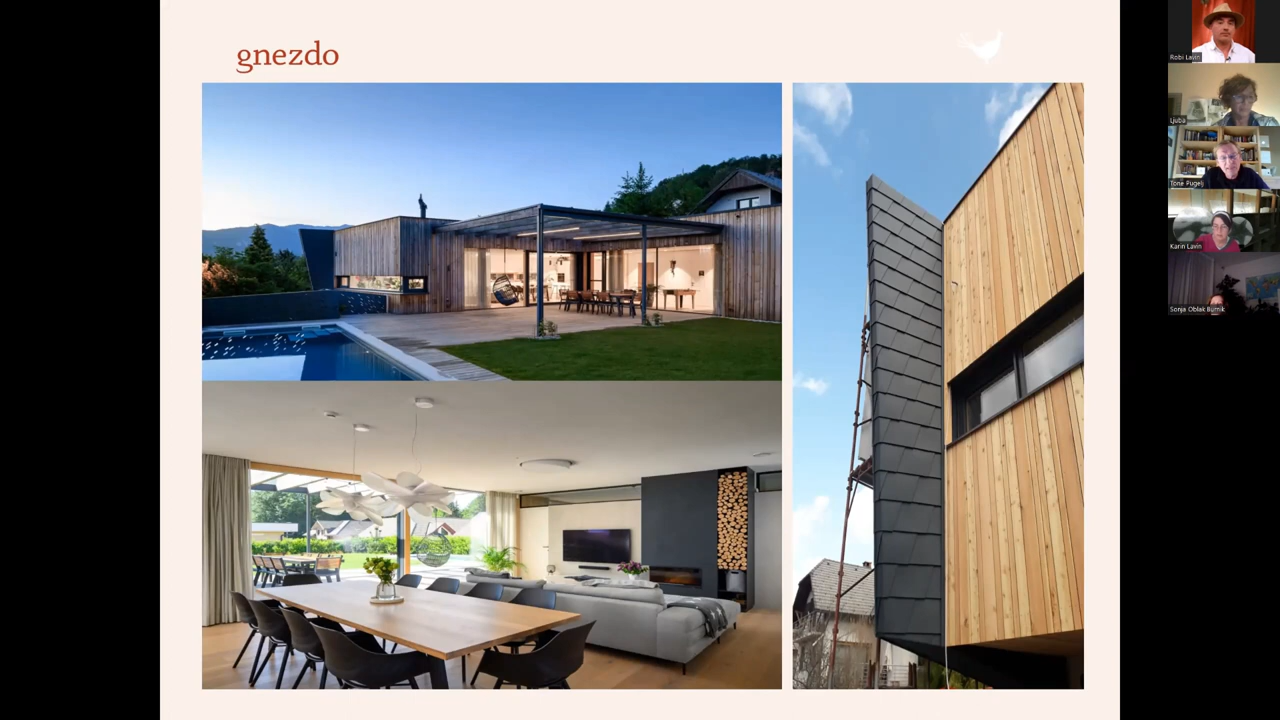 gnezdo
Robi Lavin
Ljuba
Tone Pugelj
Karin Lavin
Sonja Oblak Burnik